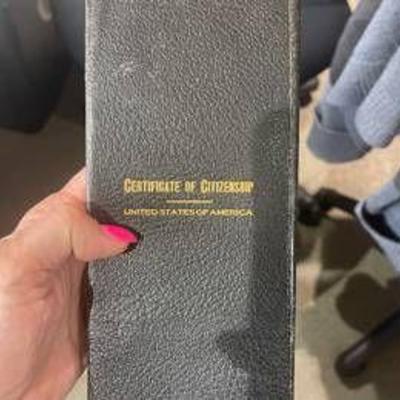 CERTIFICATE OF CITIZENSHIP
UNITED STATES OF AMERICA